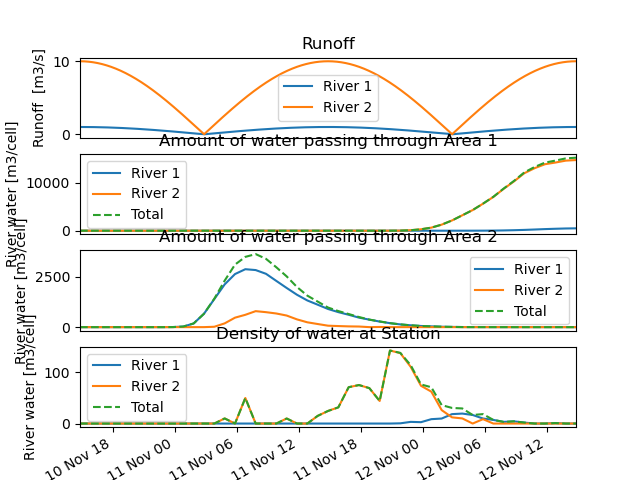 Runoff
Runoff [m3/s]
10
0
River 1
River 2
Amount of water passing through Area 1
River water [m3/cell]
10000
0
River 1
River 2
Total
Amount of water passing through Area 2
River water [m3/cell]
2500
0
River 1
River 2
Total
Density of water at Station
River water [m3/cell]
100
0
River 1
River 2
Total
10 Nov 18
11 Nov 00
11 Nov 06
11 Nov 12
11 Nov 18
12 Nov 00
12 Nov 06
12 Nov 12